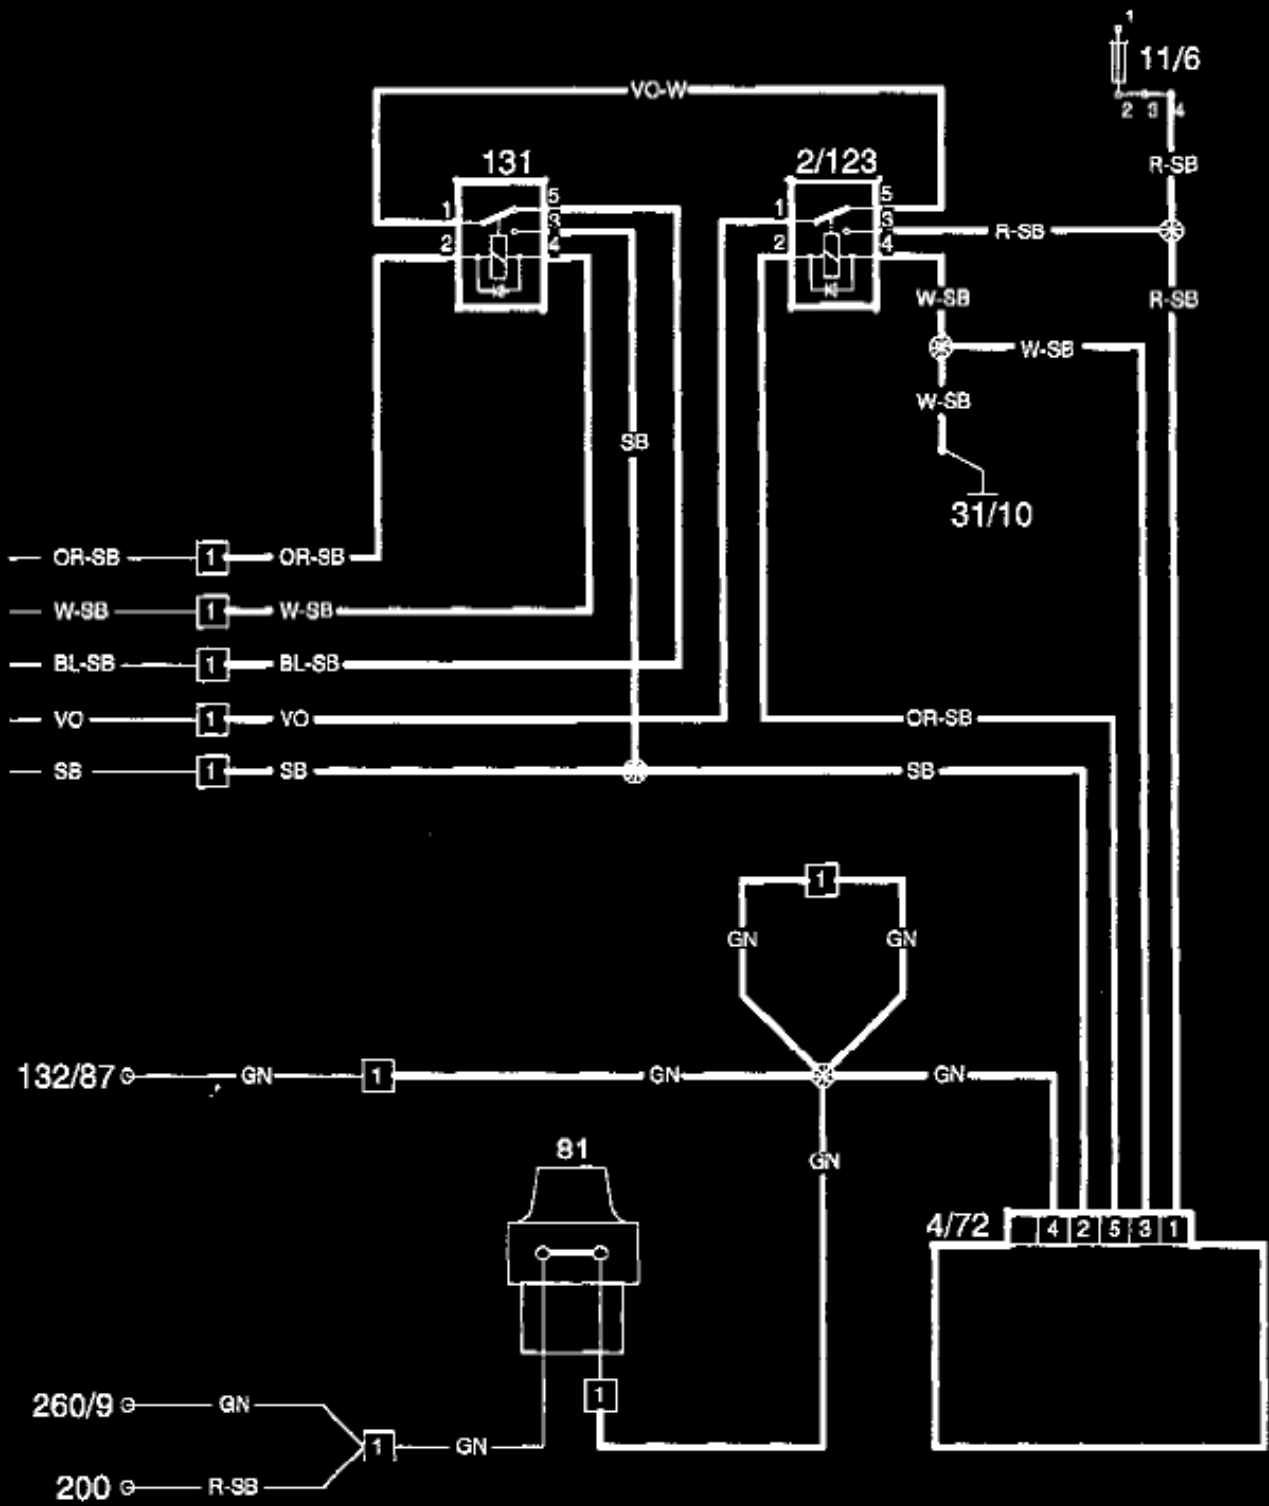 1
11/6
2 3 4
VO-W
R-SB
131
2/123
1 5
3
2 4
1 5
3
2 4
R-SB
W-SB
R-SB
W-SB
W-SB
SB
31/10
OR-SB 1 OR-SB
W-SB 1 W-SB
BL-SB 1 BL-SB
VO 1 VO
OR-SB
SB 1 SB
SB
1
GN GN
132/87 GN 1 GN GN
81
GN
4/72 4 2 5 3 1
1
260/9 GN
1 GN
200 R-SB